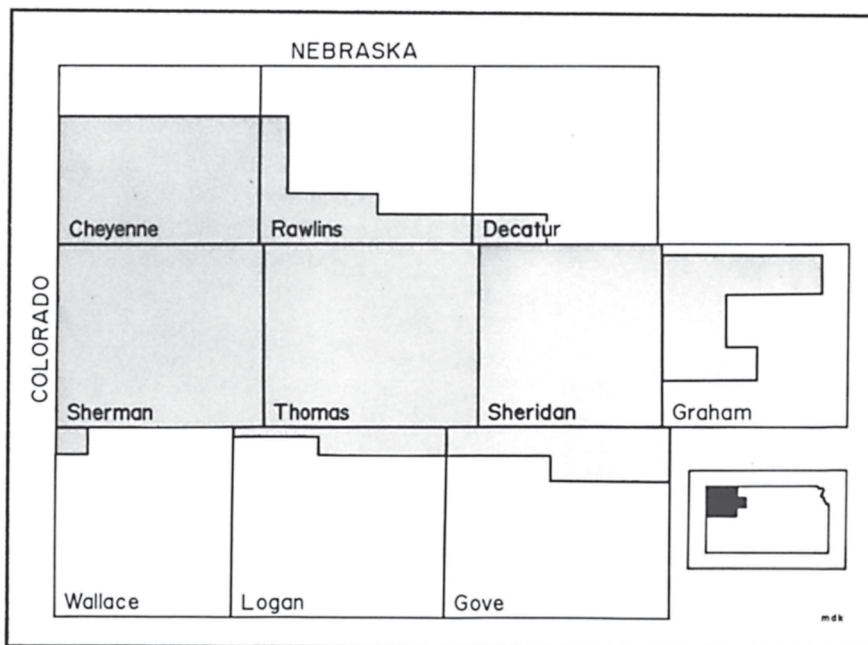 NEBRASKA
Cheyenne
Rawlins
Decatur
COLORADO
Sherman
Thomas
Sheridan
Graham
Wallace
Logan
Gove
mdk